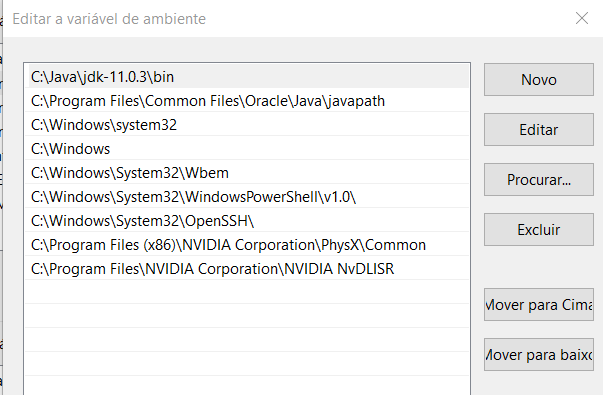 Editar a variável de ambiente
C:\Java\jdk-11.0.3\bin
C:\Program Files\Common Files\Oracle\Java\javapath
C:\Windows\system32
C:\Windows
C:\Windows\System32\Wbem
C:\Windows\System32\WindowsPowerShell\v1.0\
C:\Windows\System32\OpenSSH\
C:\Program Files (x86)\NVIDIA Corporation\PhysX\Common
C:\Program Files\NVIDIA Corporation\NVIDIA NvDLISR
Novo
Editar
Procurar...
Excluir
Mover para Cima
Mover para baixo